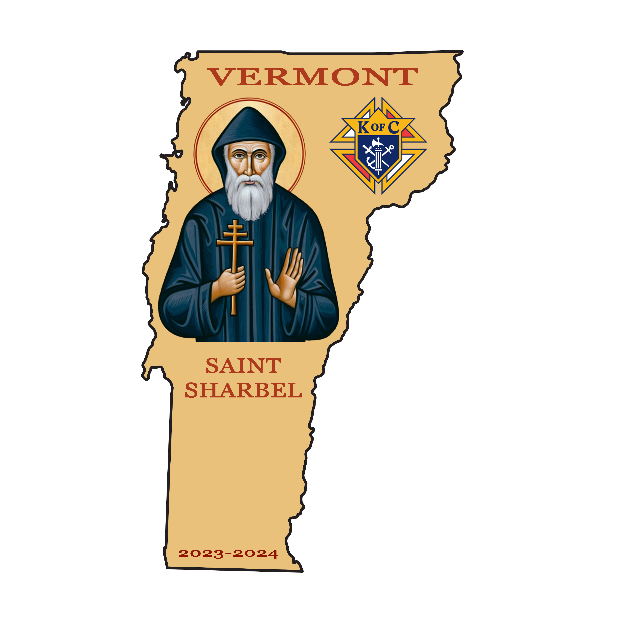 VERMONT
K OF C
SAINT
SHARBEL
2023-2024